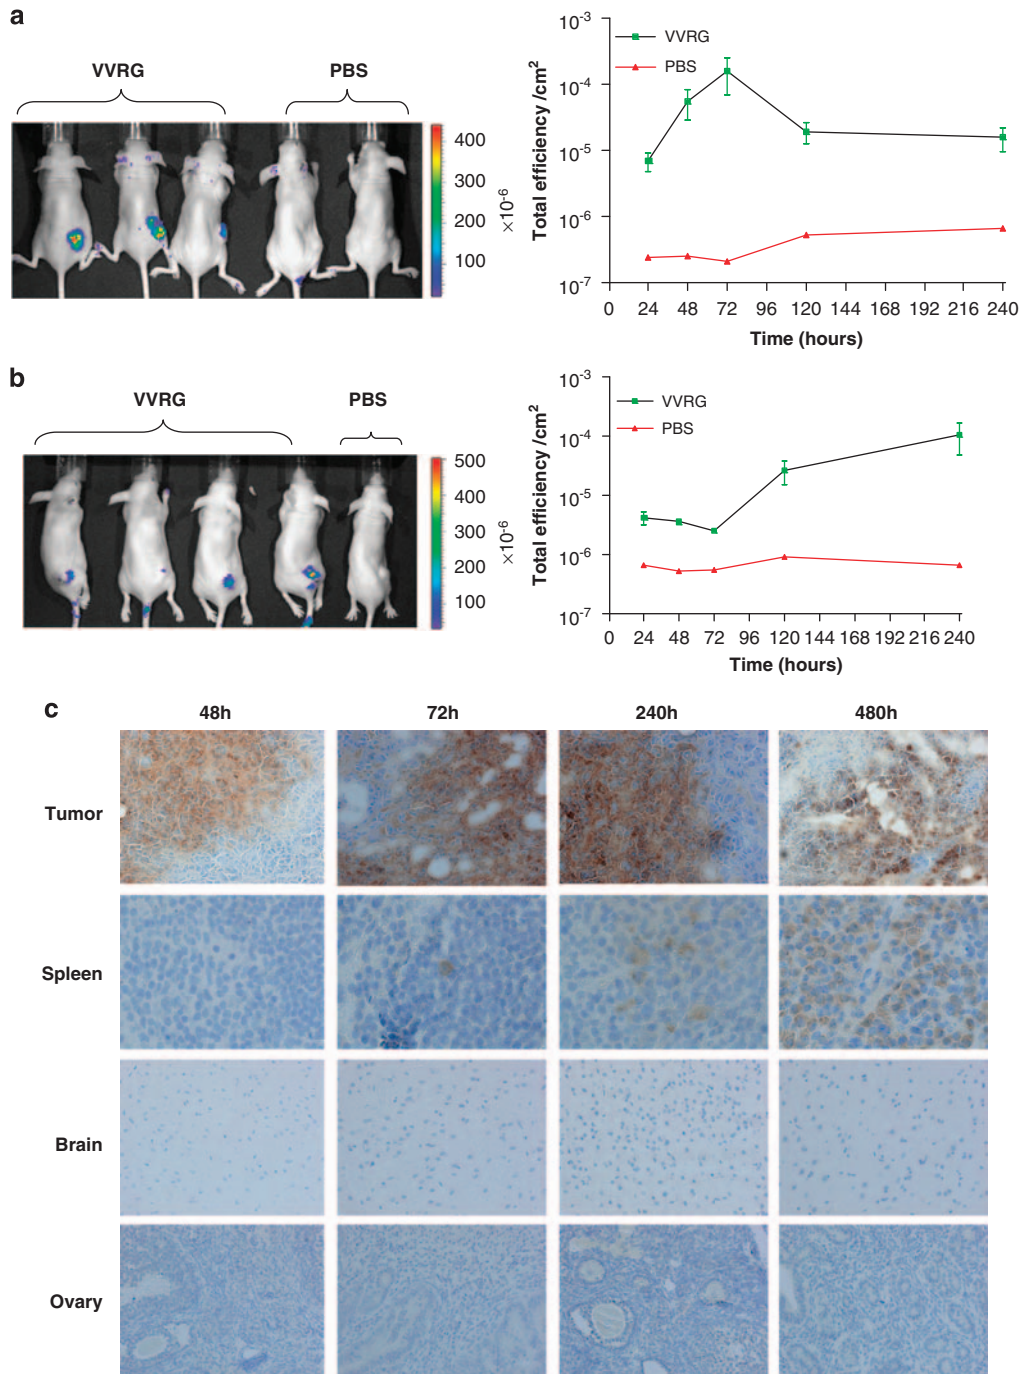 a
VVRG
PBS
400
300
200
100
×10-6
Total efficiency /cm2
10-3
10-4
10-5
10-6
10-7
VVRG
PBS
0 24 48 72 96 120 144 168 192 216 240
Time (hours)
b
VVRG
PBS
500
400
300
200
100
×10-6
Total efficiency /cm2
10-3
10-4
10-5
10-6
10-7
VVRG
PBS
0 24 48 72 96 120 144 168 192 216 240
Time (hours)
c
48h 72h 240h 480h
Tumor
Spleen
Brain
Ovary